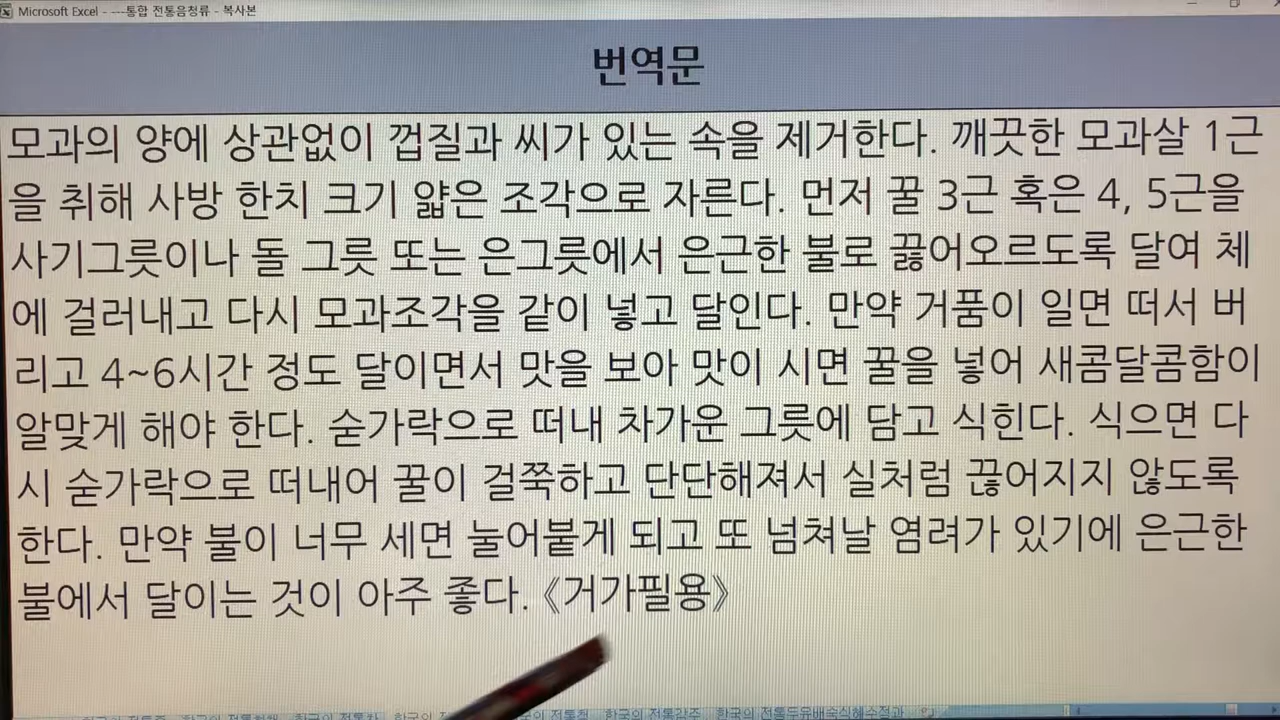 Microsoft Excel - ---통합 전통음청류 - 복사본
번역문
모과의 양에 상관없이 껍질과 씨가 있는 속을 제거한다. 깨끗한 모과살 1근
을 취해 사방 한치 크기 얇은 조각으로 자른다. 먼저 꿀 3근 혹은 4, 5근을
사기그릇이나 돌 그릇 또는 은그릇에서 은근한 불로 끓어오르도록 달여 체
에 걸러내고 다시 모과조각을 같이 넣고 달인다. 만약 거품이 일면 떠서 버
리고 4~6시간 정도 달이면서 맛을 보아 맛이 시면 꿀을 넣어 새콤달콤함이
알맞게 해야 한다. 숟가락으로 떠내 차가운 그릇에 담고 식힌다. 식으면 다
시 숟가락으로 떠내어 꿀이 걸쭉하고 단단해져서 실처럼 끊어지지 않도록
한다. 만약 불이 너무 세면 눌어붙게 되고 또 넘쳐날 염려가 있기에 은근한
불에서 달이는 것이 아주 좋다.《거가필용》